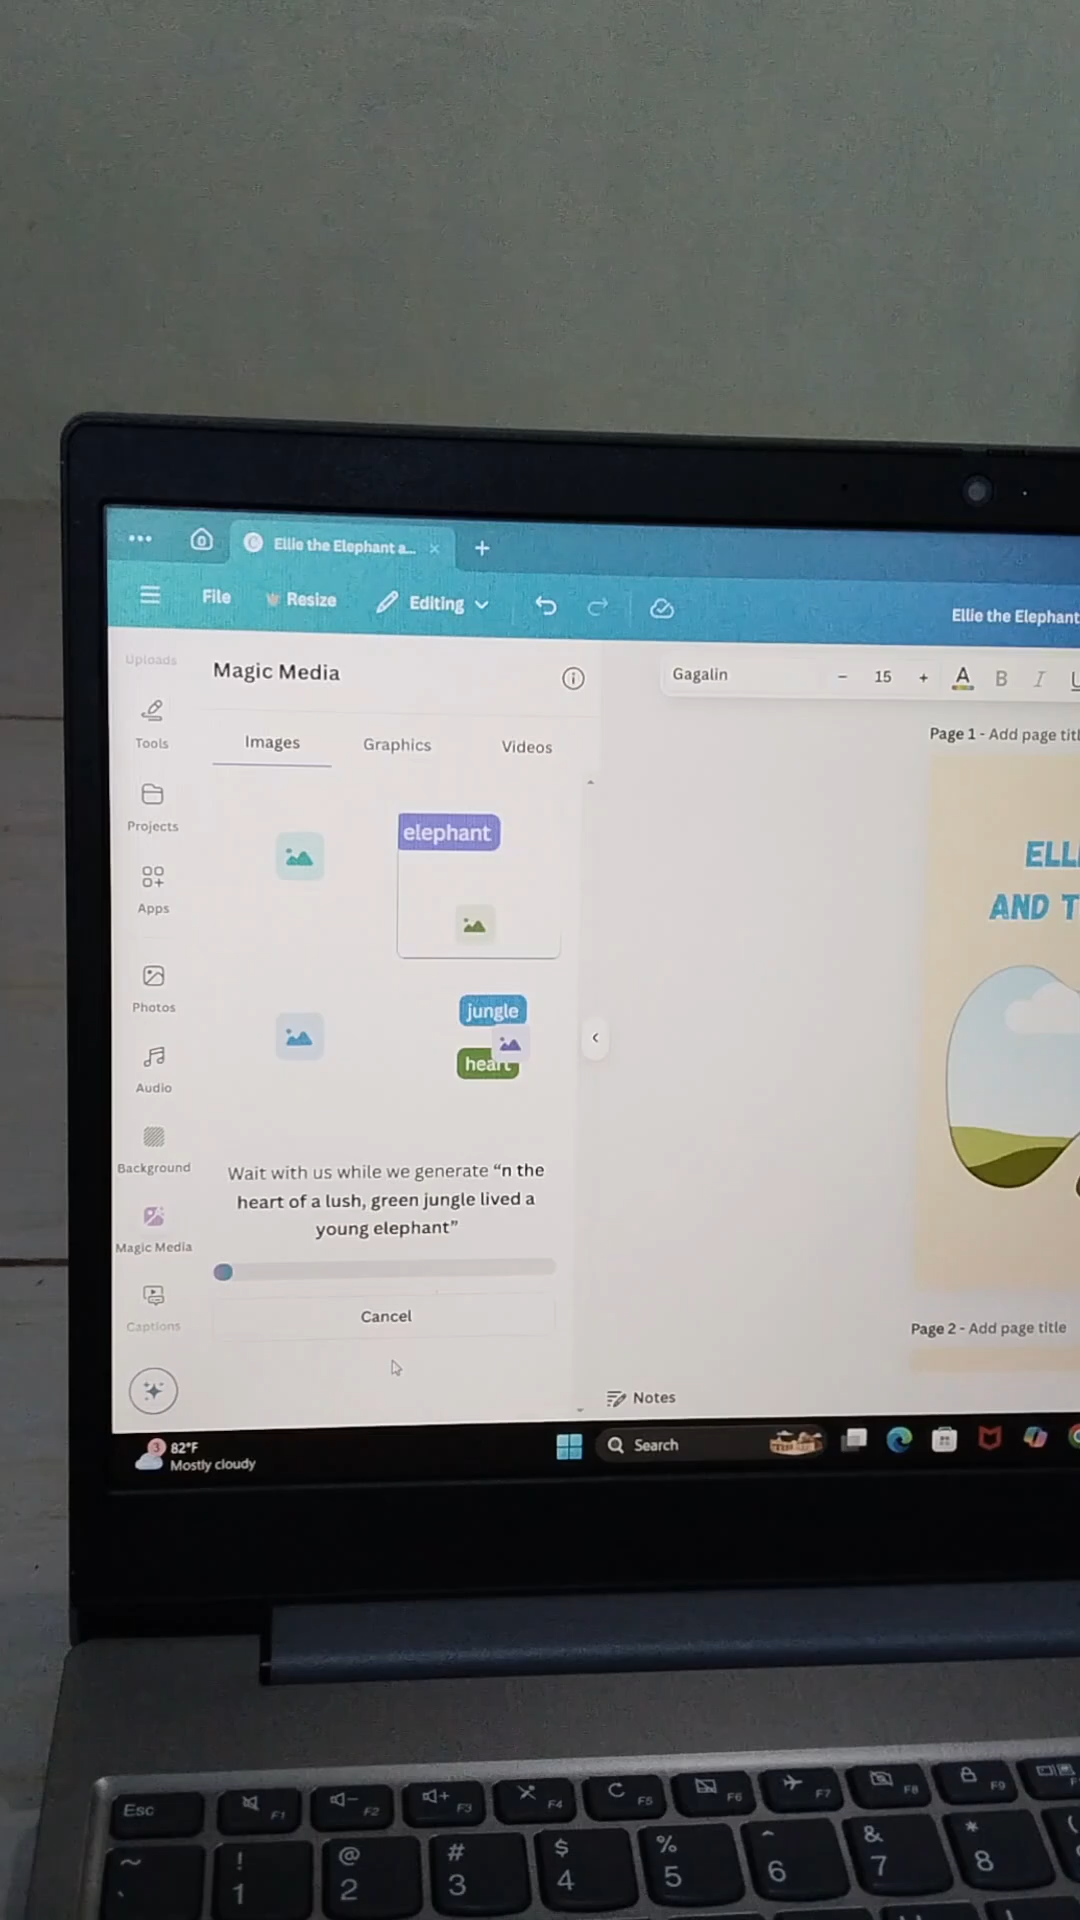 Ellie the Elephant a...
File
Resize
Editing
Ellie the Elephant
Uploads
Tools
Projects
Apps
Photos
Audio
Background
Magic Media
Captions
Magic Media
Images
Graphics
Videos
elephant
jungle
heart
Wait with us while we generate “n the
heart of a lush, green jungle lived a
young elephant”
Cancel
Gagalin
- 15 + A B I U
Page 1 - Add page titl
ELL
AND T
Page 2 - Add page title
Notes
3
82°F
Mostly cloudy
Search
Esc
F1
F2
F3
F4
F5
F6
F7
F8
F9
~ `
! 1
@ 2
# 3
$ 4
% 5
^ 6
& 7
* 8
(